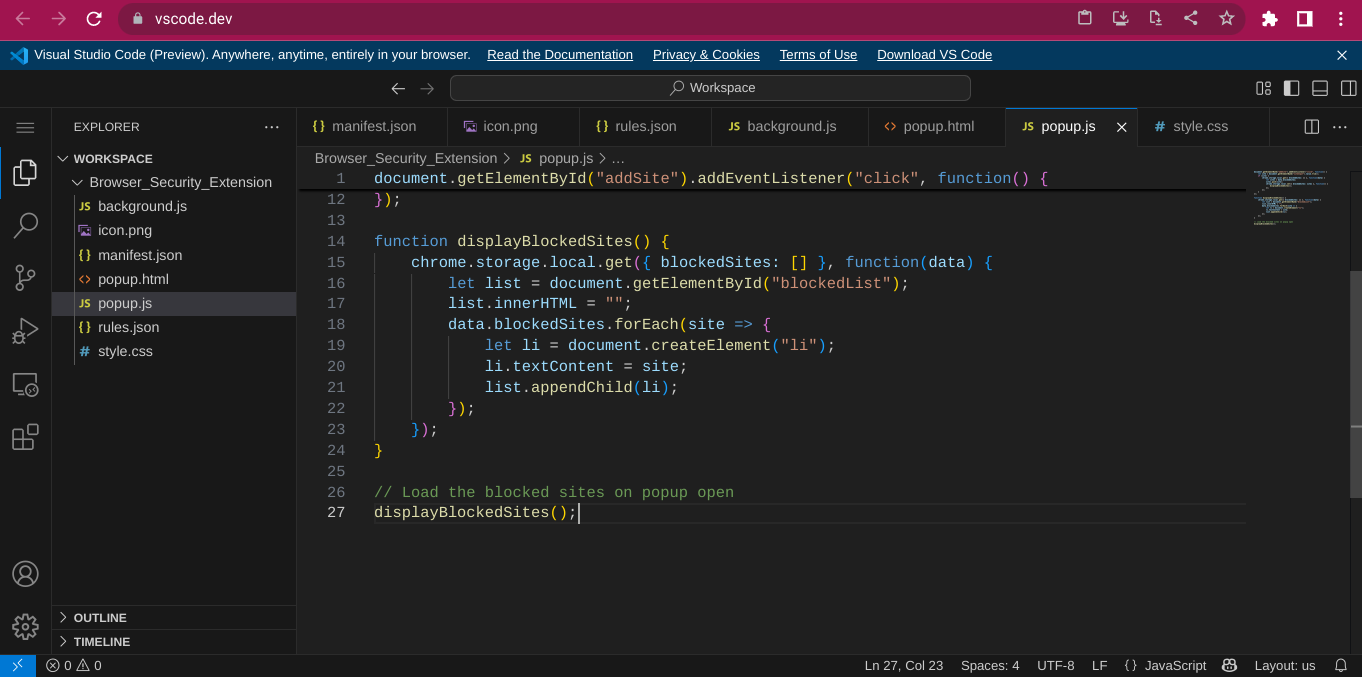 vscode.dev
Visual Studio Code (Preview). Anywhere, anytime, entirely in your browser. Read the Documentation Privacy & Cookies Terms of Use Download VS Code
Workspace
EXPLORER
WORKSPACE
Browser_Security_Extension
JS background.js
icon.png
{} manifest.json
<> popup.html
JS popup.js
{} rules.json
# style.css
OUTLINE
TIMELINE
{} manifest.json icon.png {} rules.json JS background.js <> popup.html JS popup.js # style.css
Browser_Security_Extension > JS popup.js > ...
1 document.getElementById("addSite").addEventListener("click", function() {
12 });
13
14 function displayBlockedSites() {
15 chrome.storage.local.get({ blockedSites: [] }, function(data) {
16 let list = document.getElementById("blockedList");
17 list.innerHTML = "";
18 data.blockedSites.forEach(site => {
19 let li = document.createElement("li");
20 li.textContent = site;
21 list.appendChild(li);
22 });
23 });
24 }
25
26 // Load the blocked sites on popup open
27 displayBlockedSites();
0 0 Ln 27, Col 23 Spaces: 4 UTF-8 LF {} JavaScript Layout: us